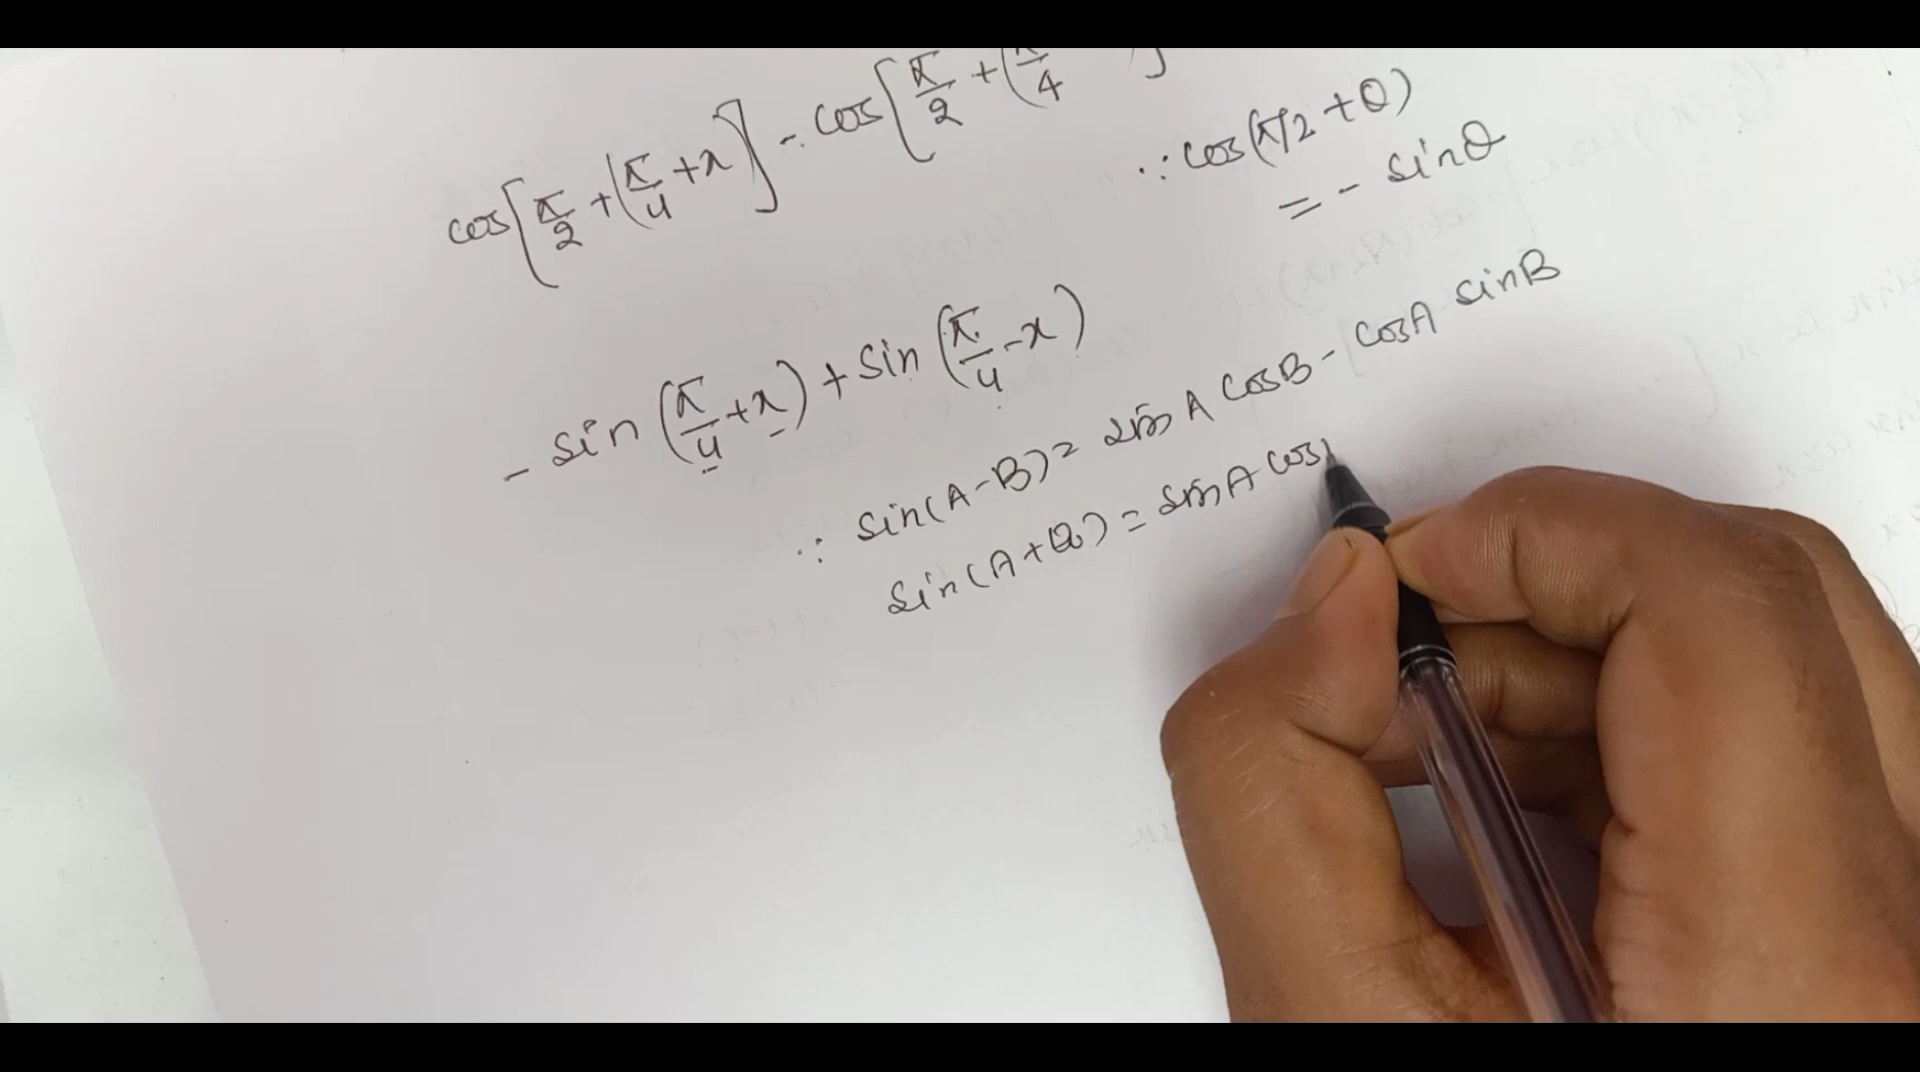 cos[π/2 + (π/4 + x] - cos[π/2 + (π/4 ]
∵ cos(π/2 + θ)
= - sinθ
- sin(π/4 + x) + sin(π/4 - x)
∵ sin(A - B) = sin A cosB - cosA sinB
sin(A + B) = sinA cos